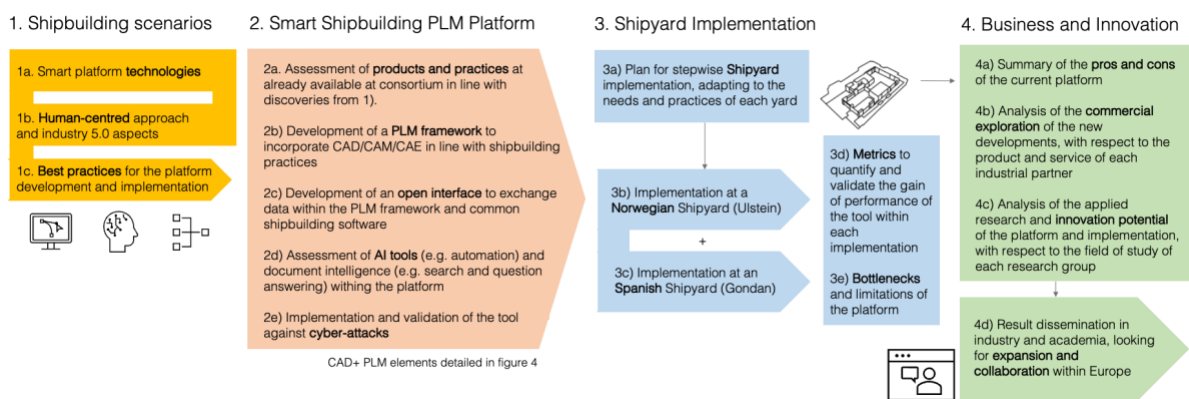 1. Shipbuilding scenarios
1a. Smart platform technologies
1b. Human-centred approach
and industry 5.0 aspects
1c. Best practices for the platform
development and implementation
2. Smart Shipbuilding PLM Platform
2a. Assessment of products and practices at
already available at consortium in line with
discoveries from 1).
2b) Development of a PLM framework to
incorporate CAD/CAM/CAE in line with shipbuilding
practices
2c) Development of an open interface to exchange
data within the PLM framework and common
shipbuilding software
2d) Assessment of AI tools (e.g. automation) and
document intelligence (e.g. search and question
answering) withing the platform
2e) Implementation and validation of the tool
against cyber-attacks
CAD+ PLM elements detailed in figure 4
3. Shipyard Implementation
3a) Plan for stepwise Shipyard
implementation, adapting to the
needs and practices of each yard
3b) Implementation at a
Norwegian Shipyard (Ulstein)
+
3c) Implementation at an
Spanish Shipyard (Gondan)
3d) Metrics to
quantify and
validate the gain
of performance of
the tool within
each
implementation
3e) Bottlenecks
and limitations of
the platform
4. Business and Innovation
4a) Summary of the pros and cons
of the current platform
4b) Analysis of the commercial
exploration of the new
developments, with respect to the
product and service of each
industrial partner
4c) Analysis of the applied
research and innovation potential
of the platform and implementation,
with respect to the field of study of
each research group
4d) Result dissemination in
industry and academia, looking
for expansion and
collaboration within Europe